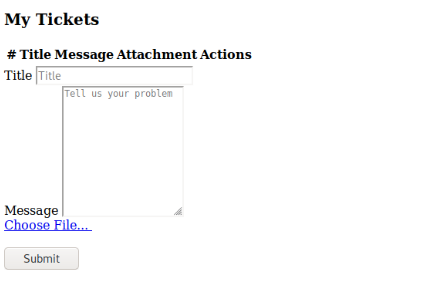 My Tickets
# Title Message Attachment Actions
Title Title
Tell us your problem
Message
Choose File...
Submit